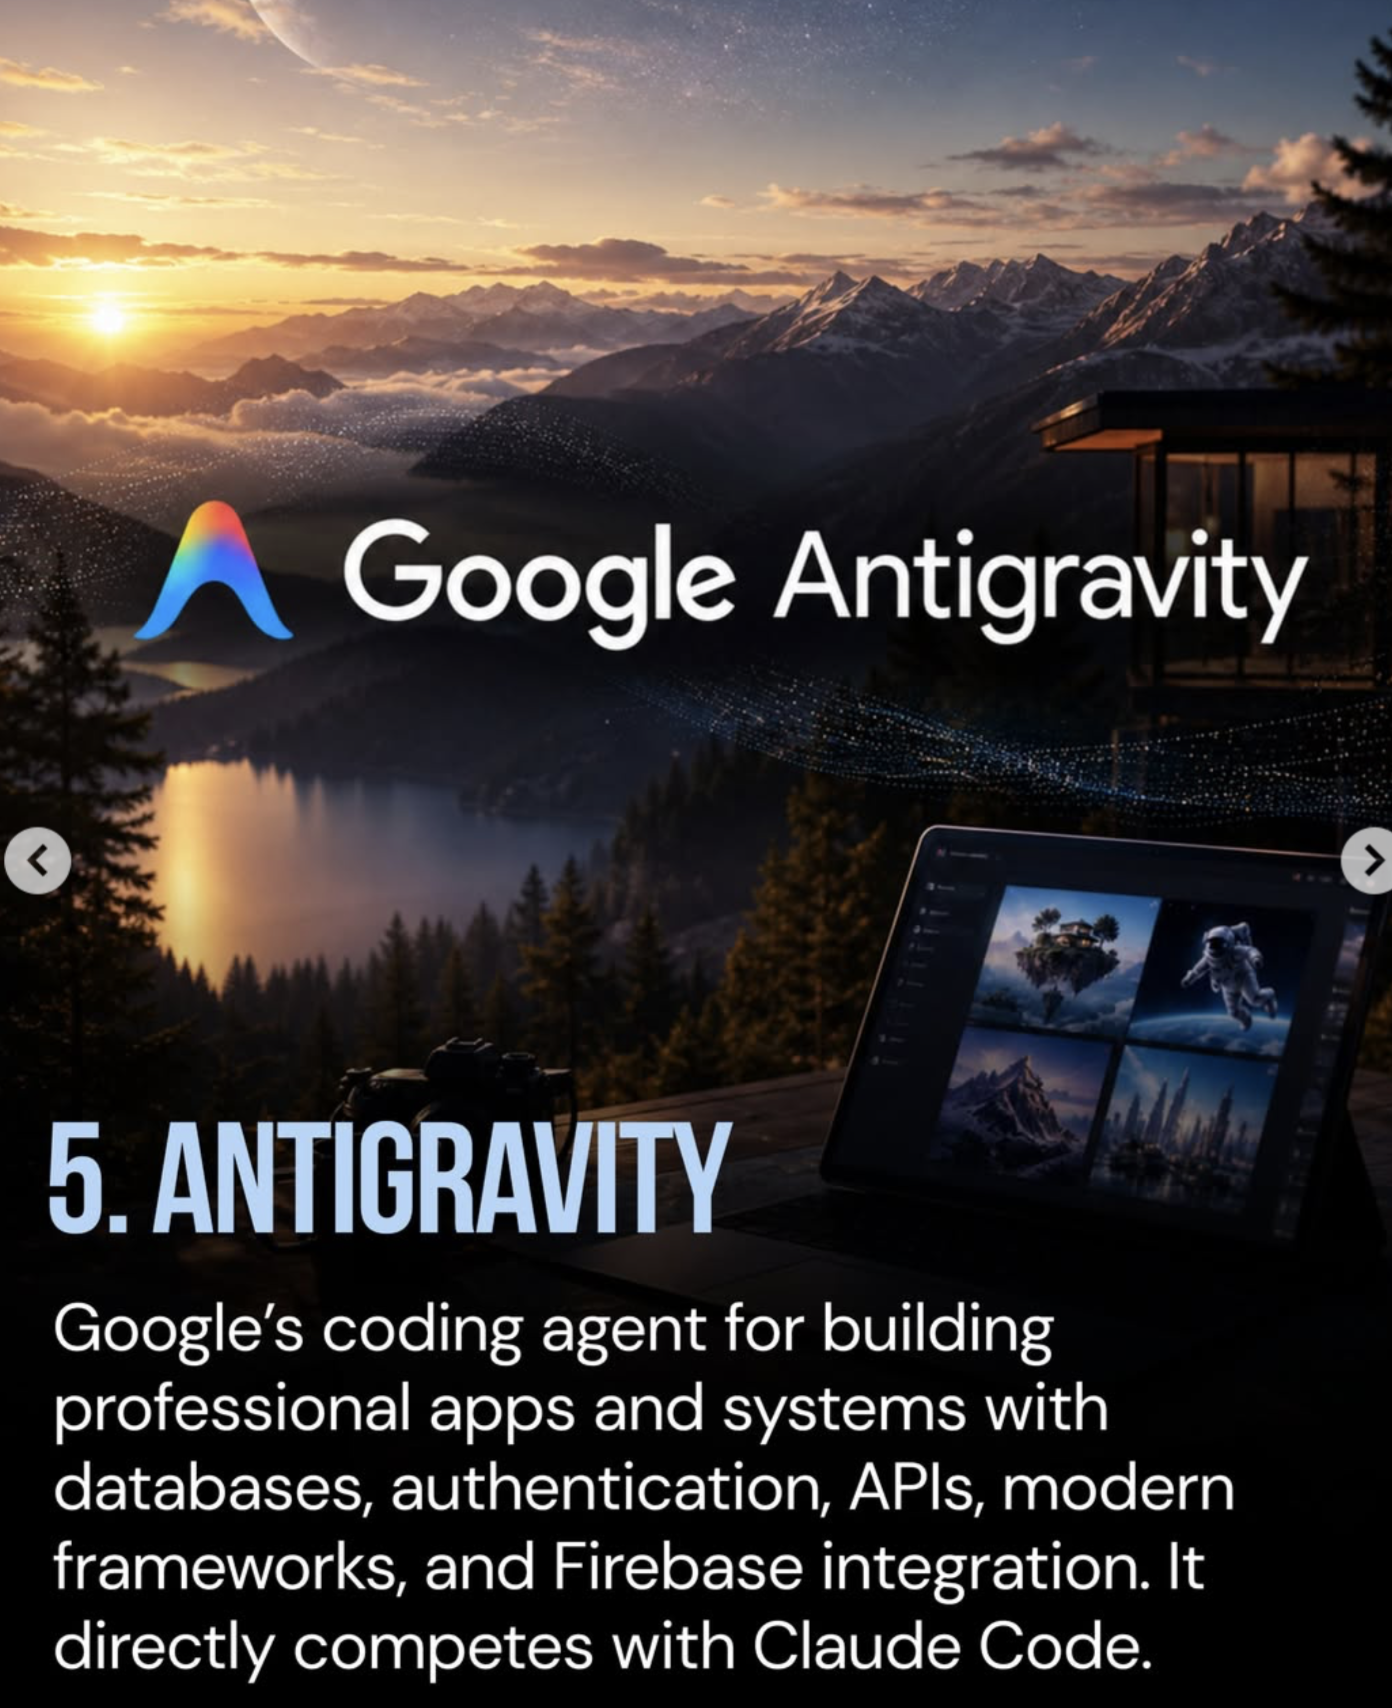 Google Antigravity
5. ANTIGRAVITY
Google’s coding agent for building
professional apps and systems with
databases, authentication, APIs, modern
frameworks, and Firebase integration. It
directly competes with Claude Code.